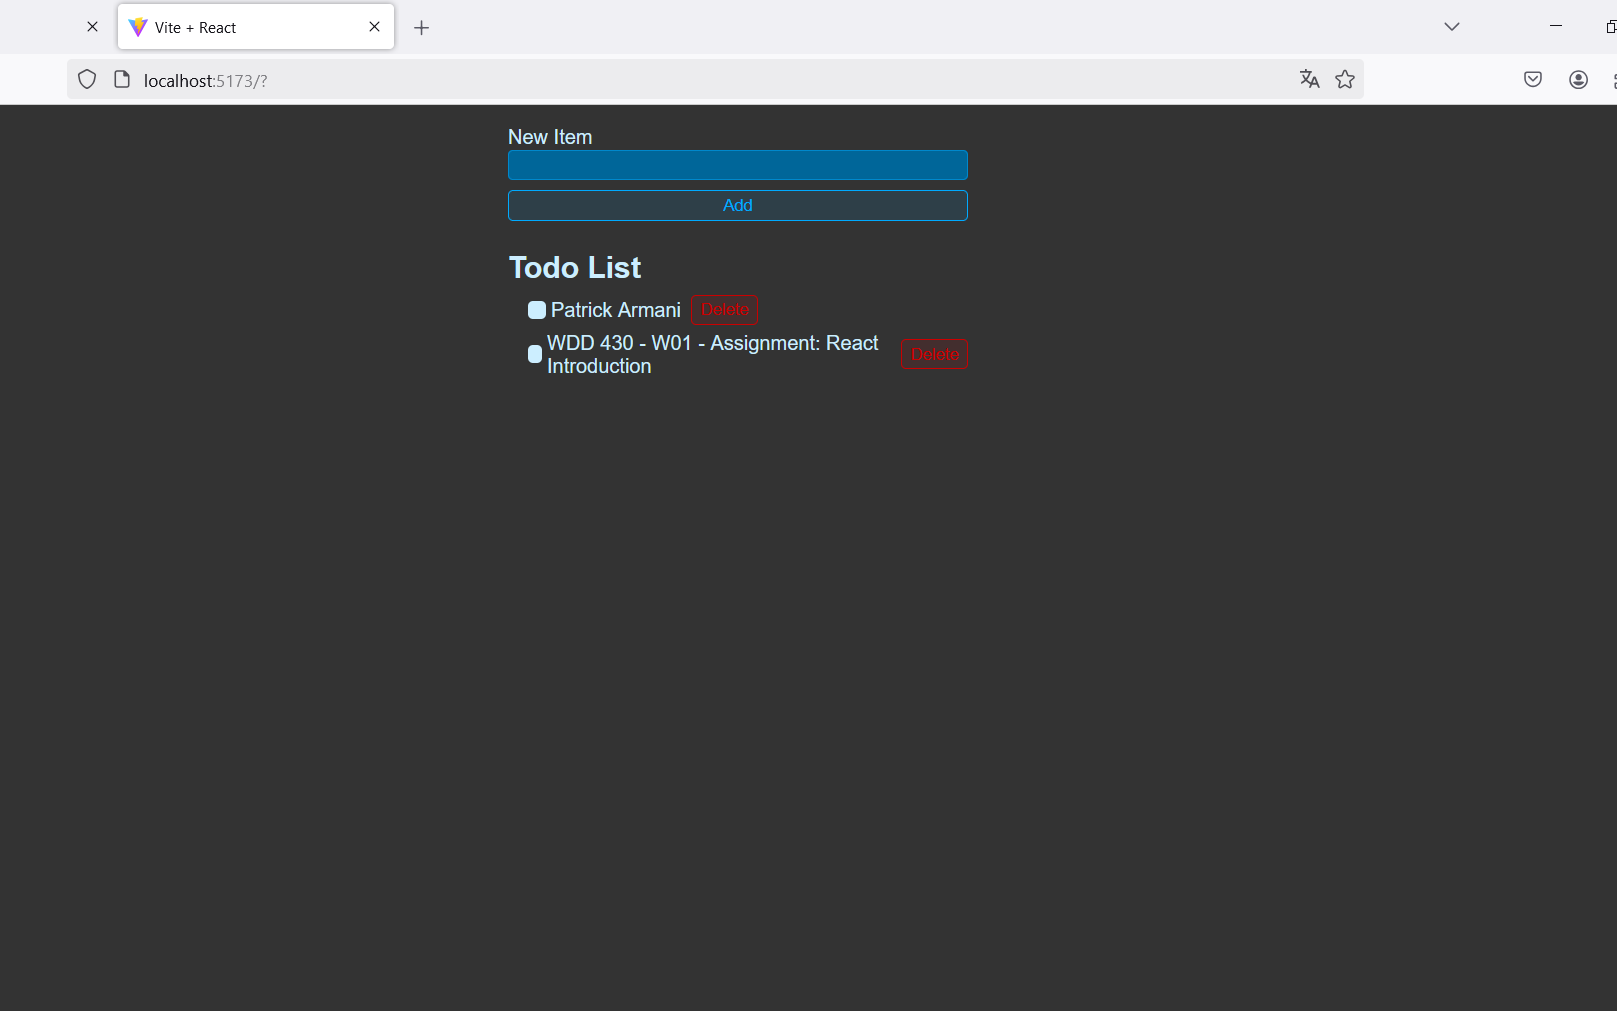 Vite + React
localhost:5173/?
New Item
Add
Todo List
Patrick Armani Delete
WDD 430 - W01 - Assignment: React
Introduction
Delete